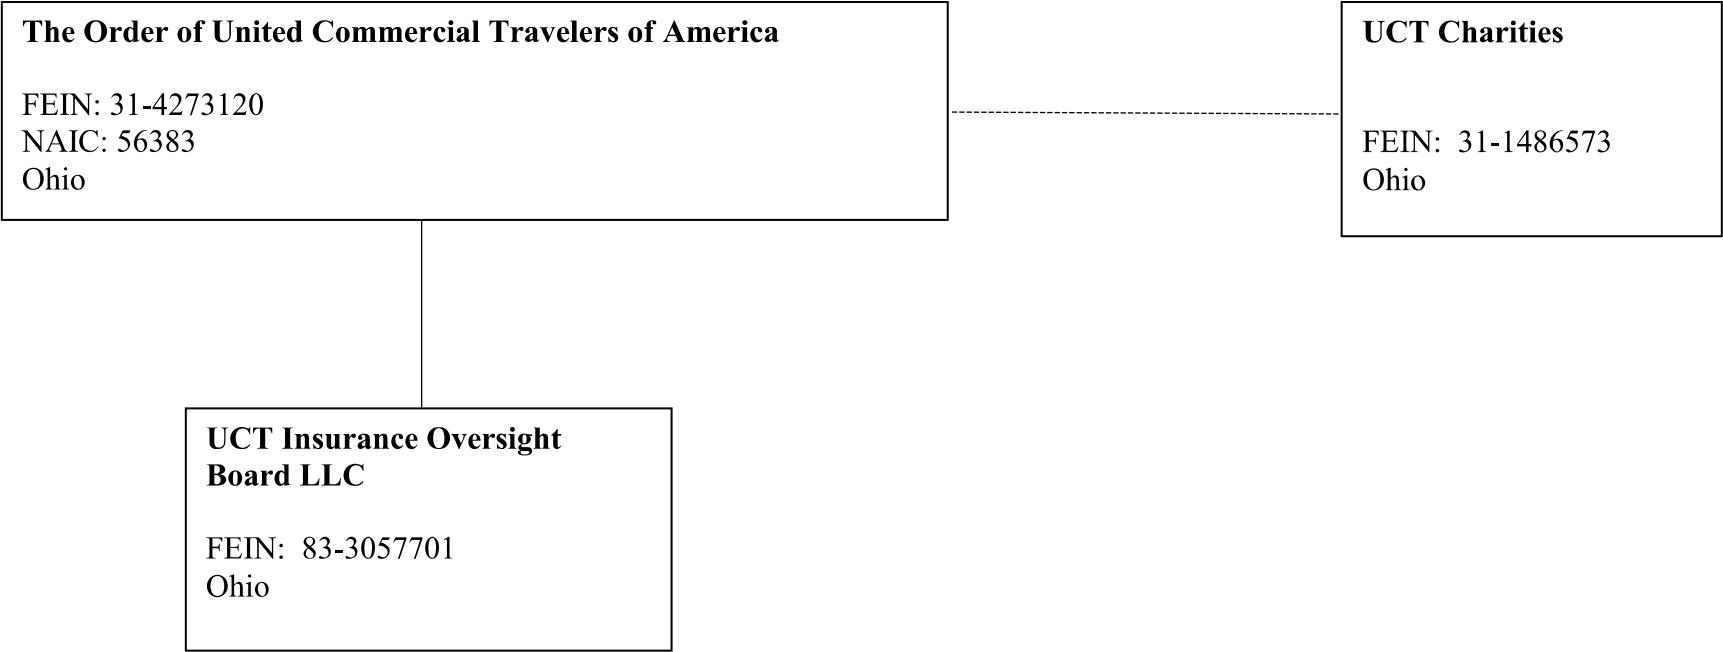 The Order of United Commercial Travelers of America
FEIN: 31-4273120
NAIC: 56383
Ohio
UCT Charities
FEIN:  31-1486573
Ohio
UCT Insurance Oversight
Board LLC
FEIN:  83-3057701
Ohio